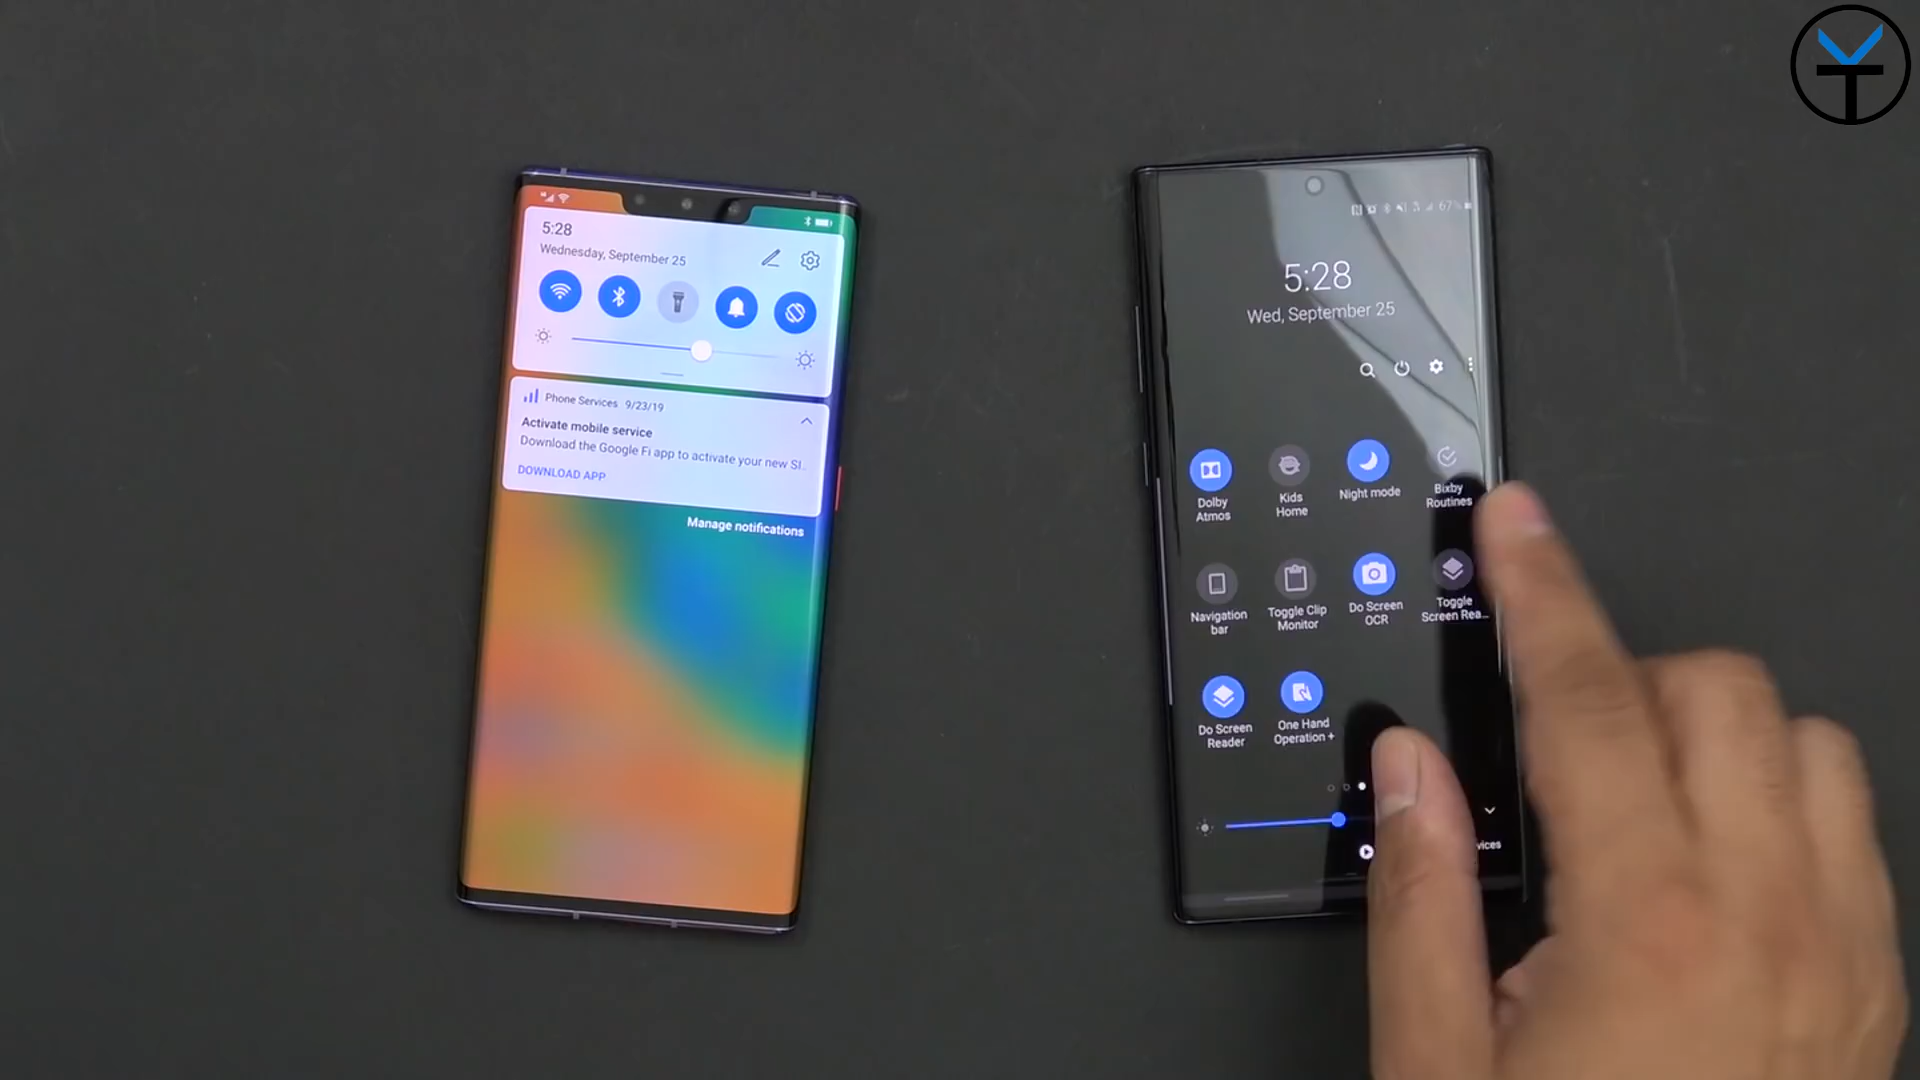 5:28
Wednesday, September 25
Phone Services 9/23/19
Activate mobile service
Download the Google Fi app to activate your new SI..
DOWNLOAD APP
Manage notifications
67%
5:28
Wed, September 25
Dolby
Atmos
Kids
Home
Night mode
Bixby
Routines
Navigation
bar
Toggle Clip
Monitor
Do Screen
OCR
Toggle
Screen Rea...
Do Screen
Reader
One Hand
Operation +
vices